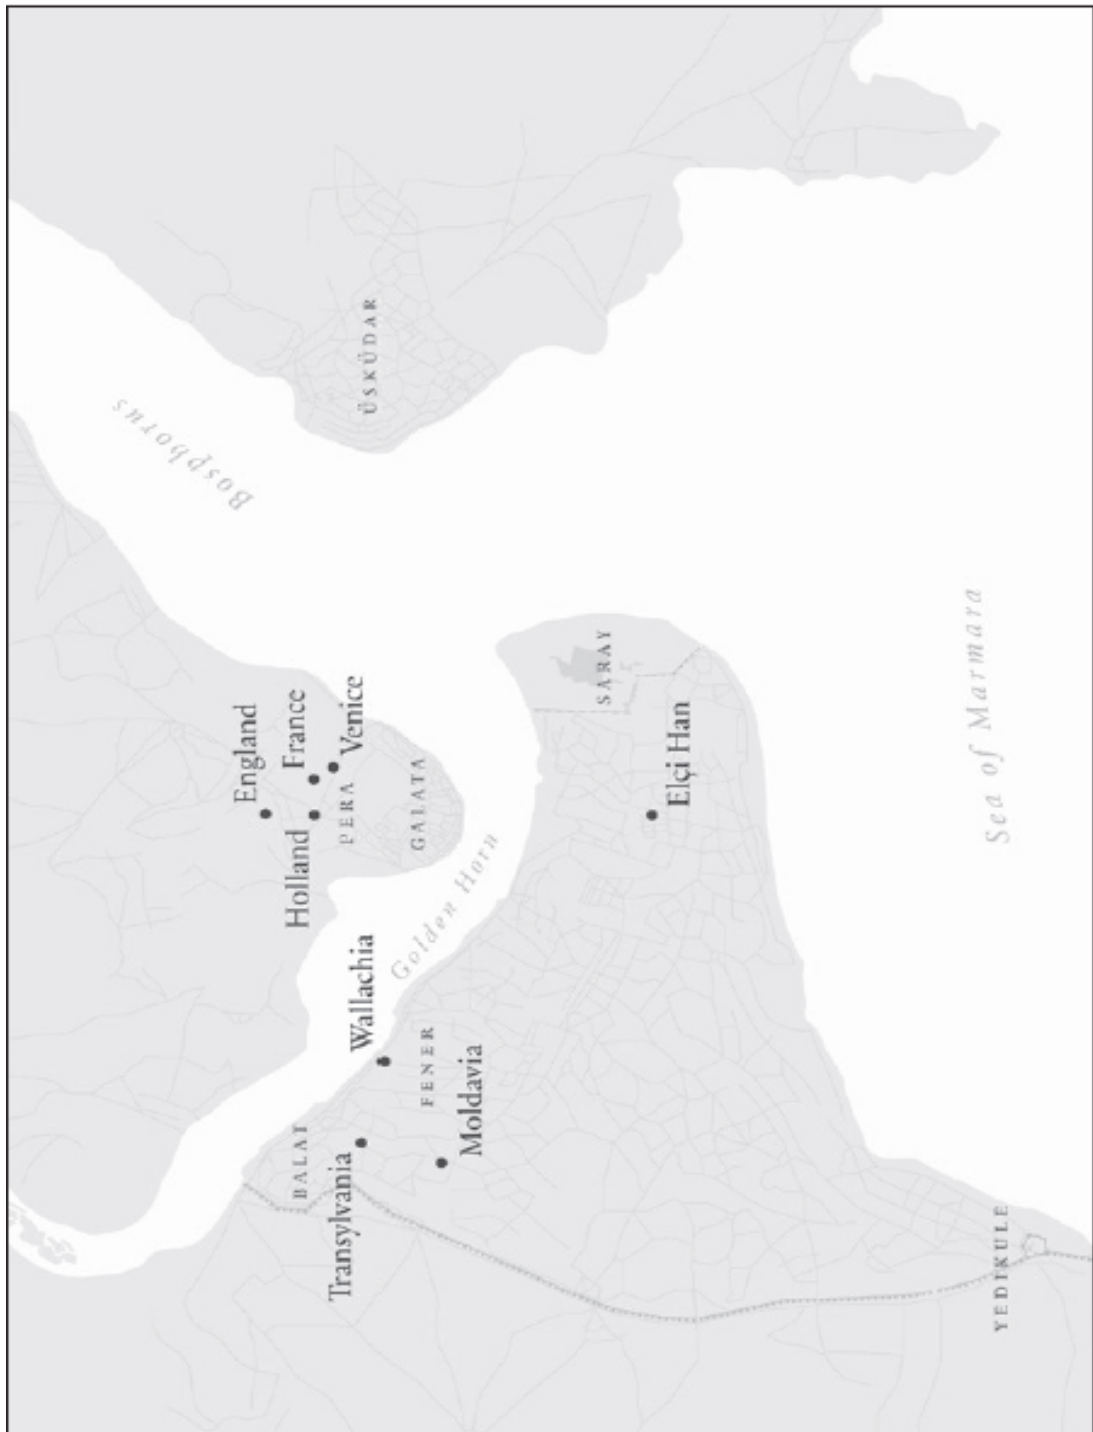 Bosphorus
ÜSKÜDAR
England
France
Venice
Holland
PERA
GALATA
Golden Horn
SARAY
Elçi Han
Wallachia
FENER
Moldavia
BALAT
Transylvania
YEDIKULE
Sea of Marmara